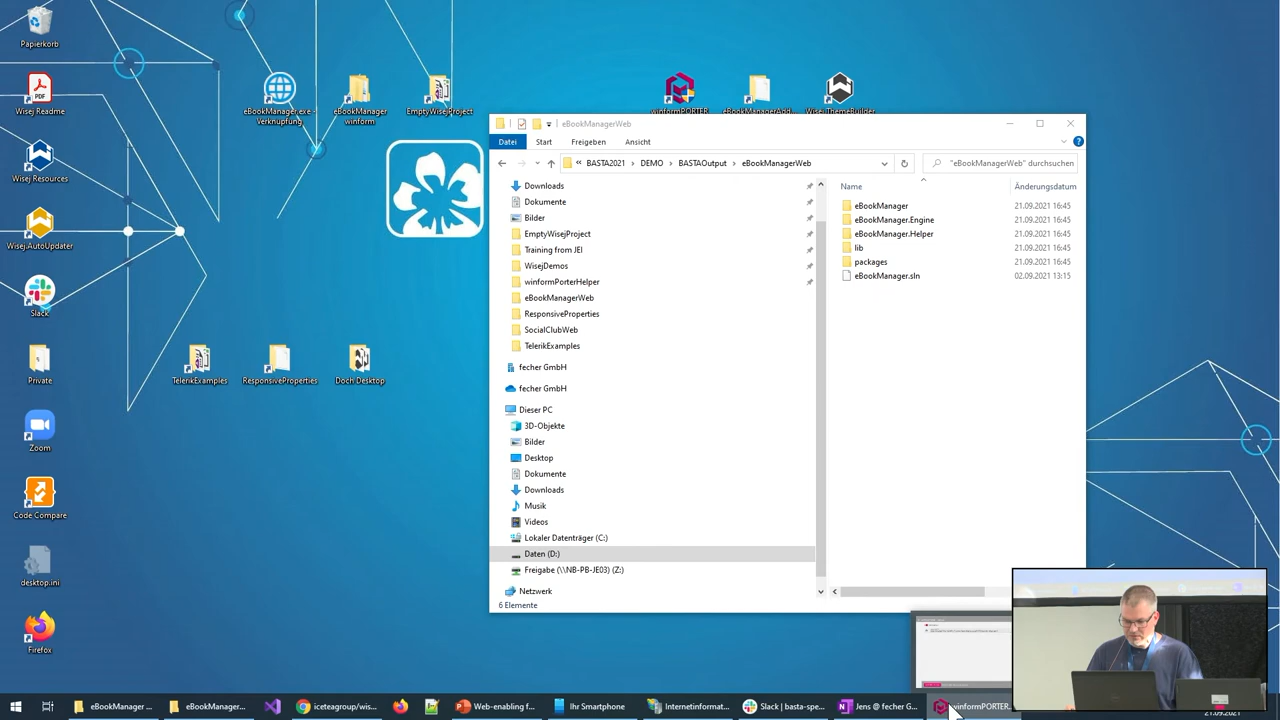 Papierkorb
Wisej Readme
PDF
eBookManager.exe - Verknüpfung
eBookManager winform
EmptyWisejProject
winformPORTER
WisejThemeBuilder
Wisej Resources
Wisej.AutoUpdater
Slack
Private
TelerikExamples
ResponsiveProperties
Doch Desktop
Zoom
Code Compare
desktop.ini
Firefox
eBookManagerWeb
Datei Start Freigeben Ansicht
« BASTA2021 > DEMO > BASTAOutput > eBookManagerWeb
"eBookManagerWeb" durchsuchen
Downloads
Dokumente
Bilder
EmptyWisejProject
Training from JEI
WisejDemos
winformPorterHelper
eBookManagerWeb
ResponsiveProperties
SocialClubWeb
TelerikExamples
fecher GmbH
fecher GmbH
Dieser PC
3D-Objekte
Bilder
Desktop
Dokumente
Downloads
Musik
Videos
Lokaler Datenträger (C:)
Daten (D:)
Freigabe (\\NB-PB-JE03) (Z:)
Netzwerk
Name Änderungsdatum
eBookManager 21.09.2021 16:45
eBookManager.Engine 21.09.2021 16:45
eBookManager.Helper 21.09.2021 16:45
lib 21.09.2021 16:45
packages 21.09.2021 16:45
eBookManager.sln 02.09.2021 13:15
6 Elemente
eBookManager ...
eBookManager...
iceteagroup/wis...
Web-enabling f...
Ihr Smartphone
Internetinformat...
Slack | basta-spe...
Jens @ fecher G...
winformPORTER...
21.09.2021